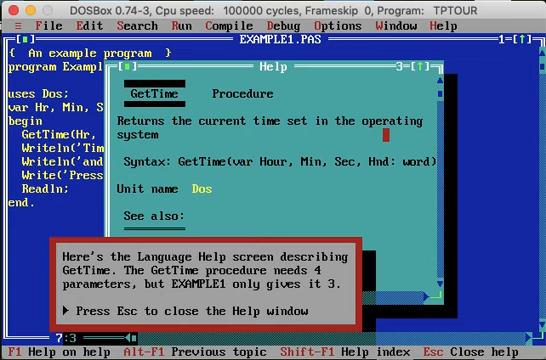 DOSBox 0.74-3, Cpu speed: 100000 cycles, Frameskip 0, Program: TPTOUR
≡ File Edit Search Run Compile Debug Options Window Help
EXAMPLE1.PAS 1=[↑]
{ An example program }
program Exampl
uses Dos;
var Hr, Min, S
begin
GetTime(Hr,
Writeln('Tim
Writeln('and
Write('Press
Readln;
end.
Help 3=[↑]
GetTime Procedure
Returns the current time set in the operating
system
Syntax: GetTime(var Hour, Min, Sec, Hnd: word)
Unit name Dos
See also:
Here's the Language Help screen describing
GetTime. The GetTime procedure needs 4
parameters, but EXAMPLE1 only gives it 3.
▶ Press Esc to close the Help window
7:3
F1 Help on help Alt-F1 Previous topic Shift-F1 Help index Esc Close help